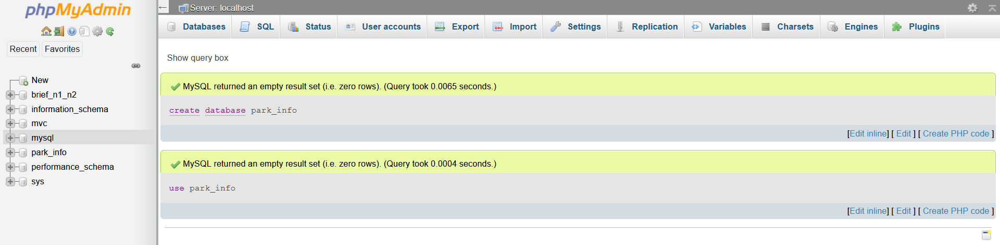 phpMyAdmin
Recent Favorites
New
brief_n1_n2
information_schema
mvc
mysql
park_info
performance_schema
sys
Server: localhost
Databases SQL Status User accounts Export Import Settings Replication Variables Charsets Engines Plugins
Show query box
MySQL returned an empty result set (i.e. zero rows). (Query took 0.0065 seconds.)
create database park_info
[Edit inline] [ Edit ] [ Create PHP code ]
MySQL returned an empty result set (i.e. zero rows). (Query took 0.0004 seconds.)
use park_info
[Edit inline] [ Edit ] [ Create PHP code ]